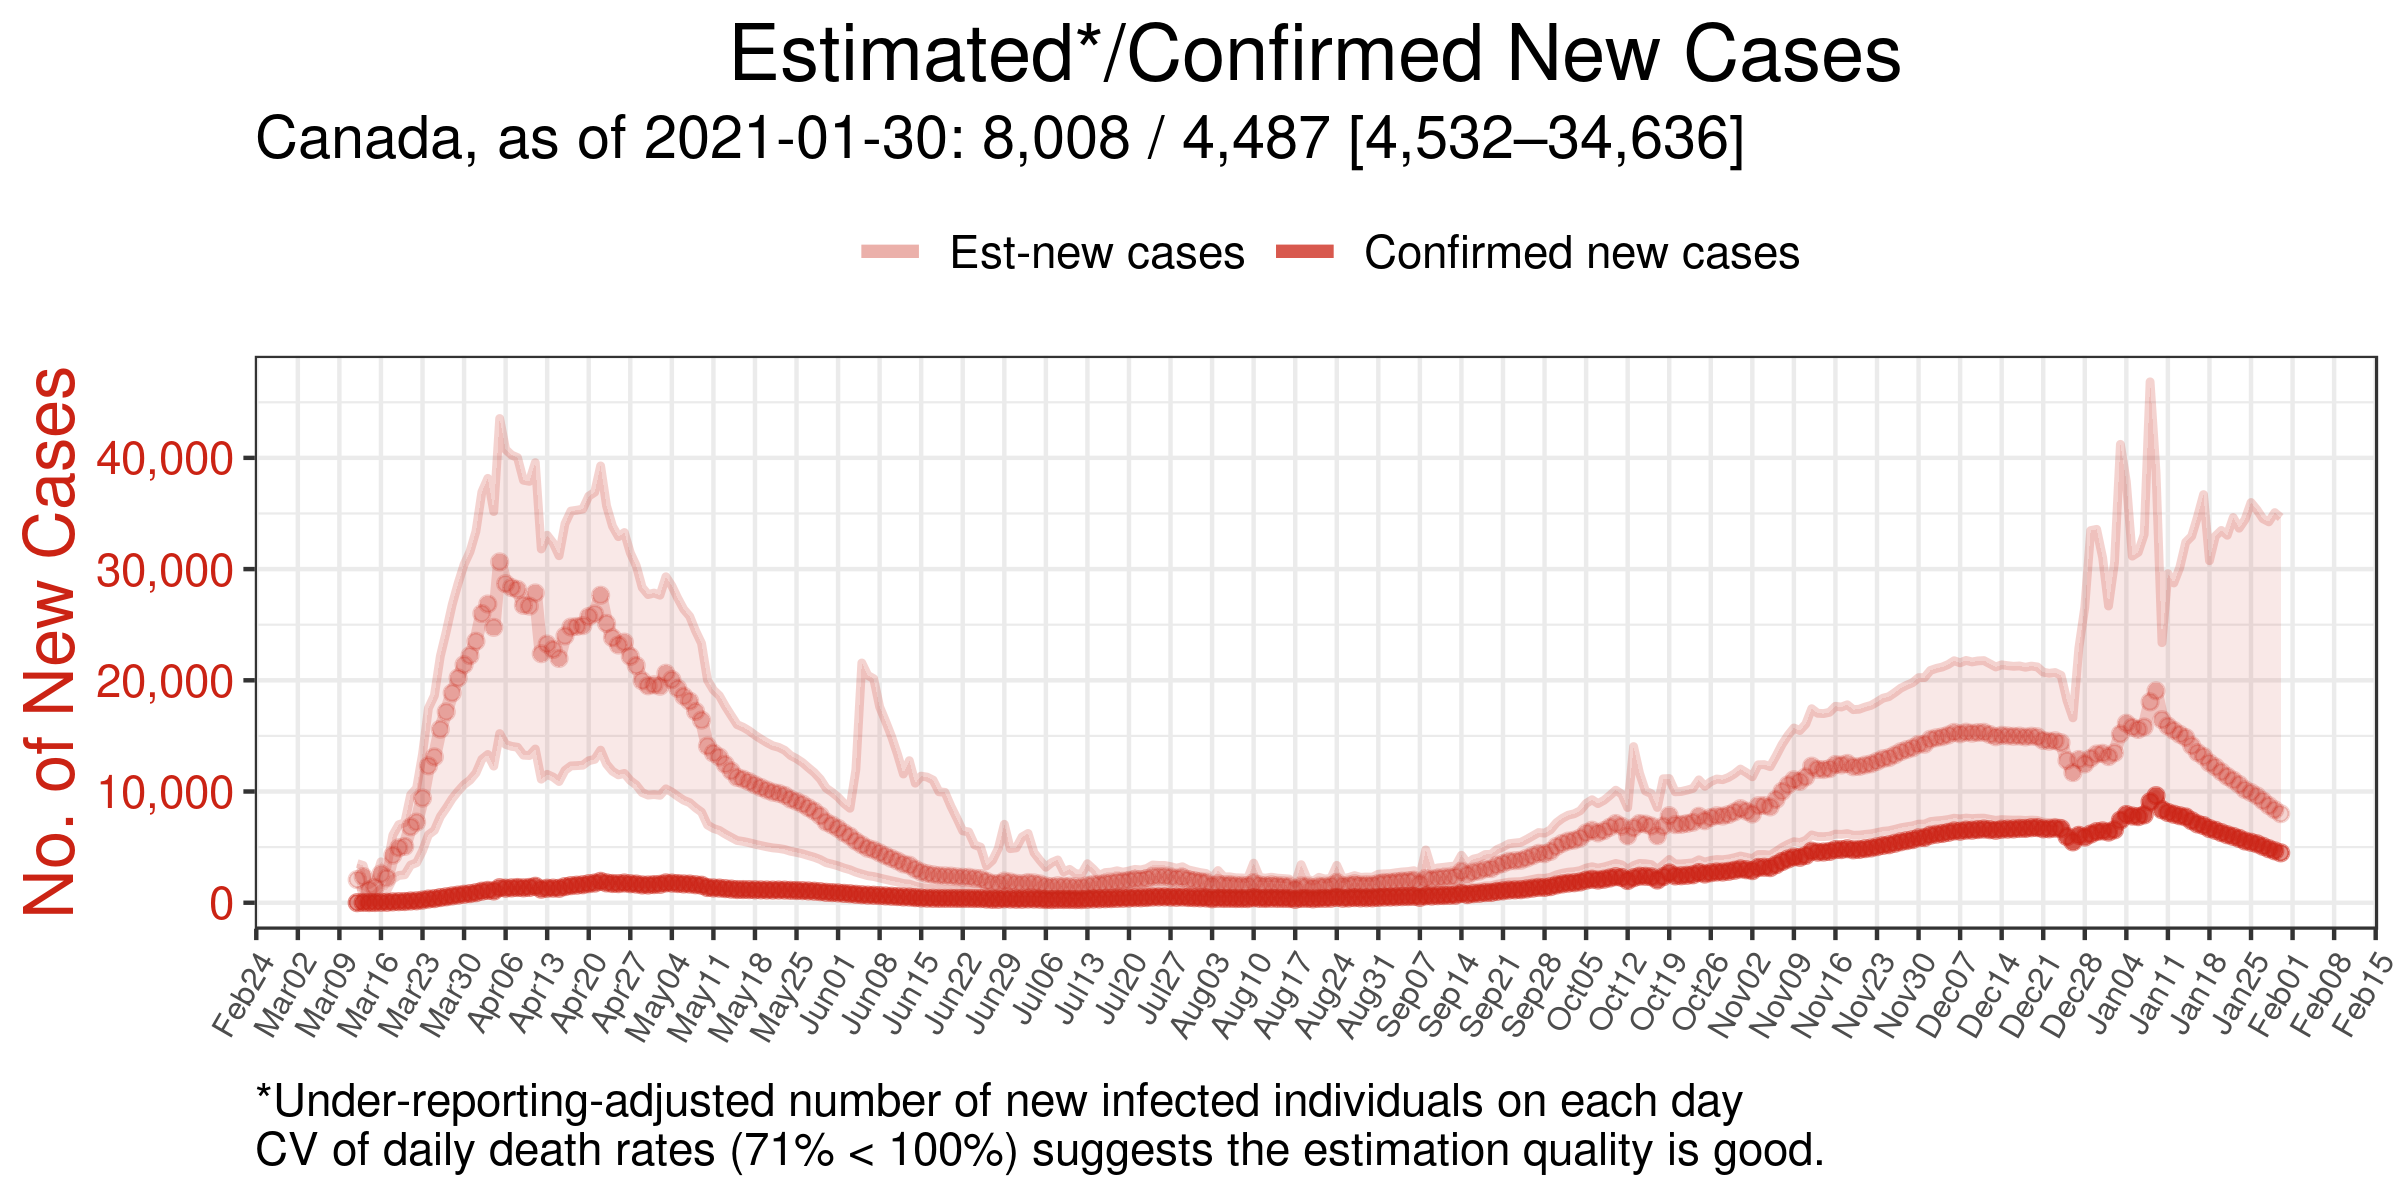 Estimated*/Confirmed New Cases
Canada, as of 2021-01-30: 8,008 / 4,487 [4,532–34,636]
Est-new cases Confirmed new cases
No. of New Cases
40,000
30,000
20,000
10,000
0
Feb24 Mar02 Mar09 Mar16 Mar23 Mar30 Apr06 Apr13 Apr20 Apr27 May04 May11 May18 May25 Jun01 Jun08 Jun15 Jun22 Jun29 Jul06 Jul13 Jul20 Jul27 Aug03 Aug10 Aug17 Aug24 Aug31 Sep07 Sep14 Sep21 Sep28 Oct05 Oct12 Oct19 Oct26 Nov02 Nov09 Nov16 Nov23 Nov30 Dec07 Dec14 Dec21 Dec28 Jan04 Jan11 Jan18 Jan25 Feb01 Feb08 Feb15
*Under-reporting-adjusted number of new infected individuals on each day
CV of daily death rates (71% < 100%) suggests the estimation quality is good.